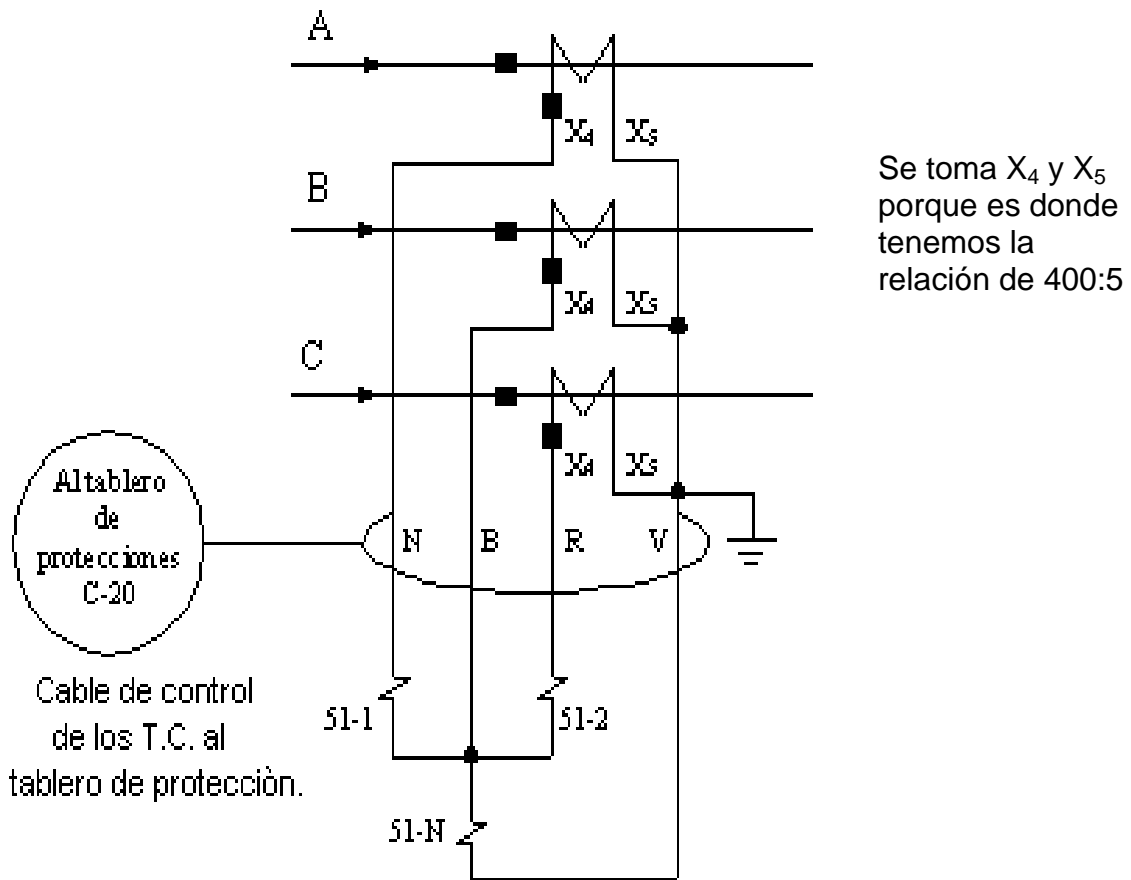 A
X₄ X₅
B
X₄ X₅
C
X₄ X₅
Se toma X₄ y X₅
porque es donde
tenemos la
relación de 400:5
Al tablero
de
protecciones
C-20
N B R V
Cable de control
de los T.C. al
tablero de protecciòn.
51-1
51-2
51-N